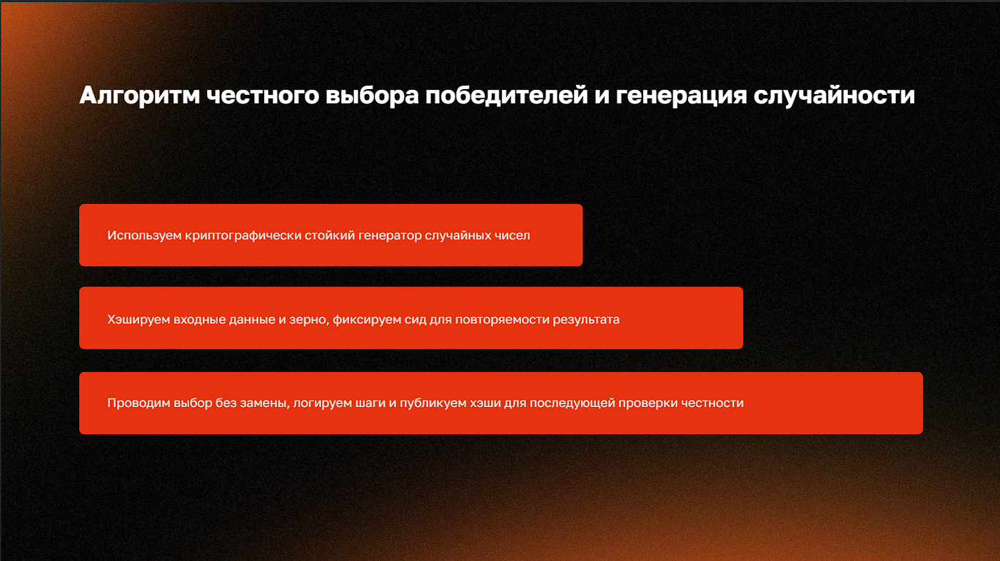 Алгоритм честного выбора победителей и генерация случайности
Используем криптографически стойкий генератор случайных чисел
Хэшируем входные данные и зерно, фиксируем сид для повторяемости результата
Проводим выбор без замены, логируем шаги и публикуем хэши для последующей проверки честности